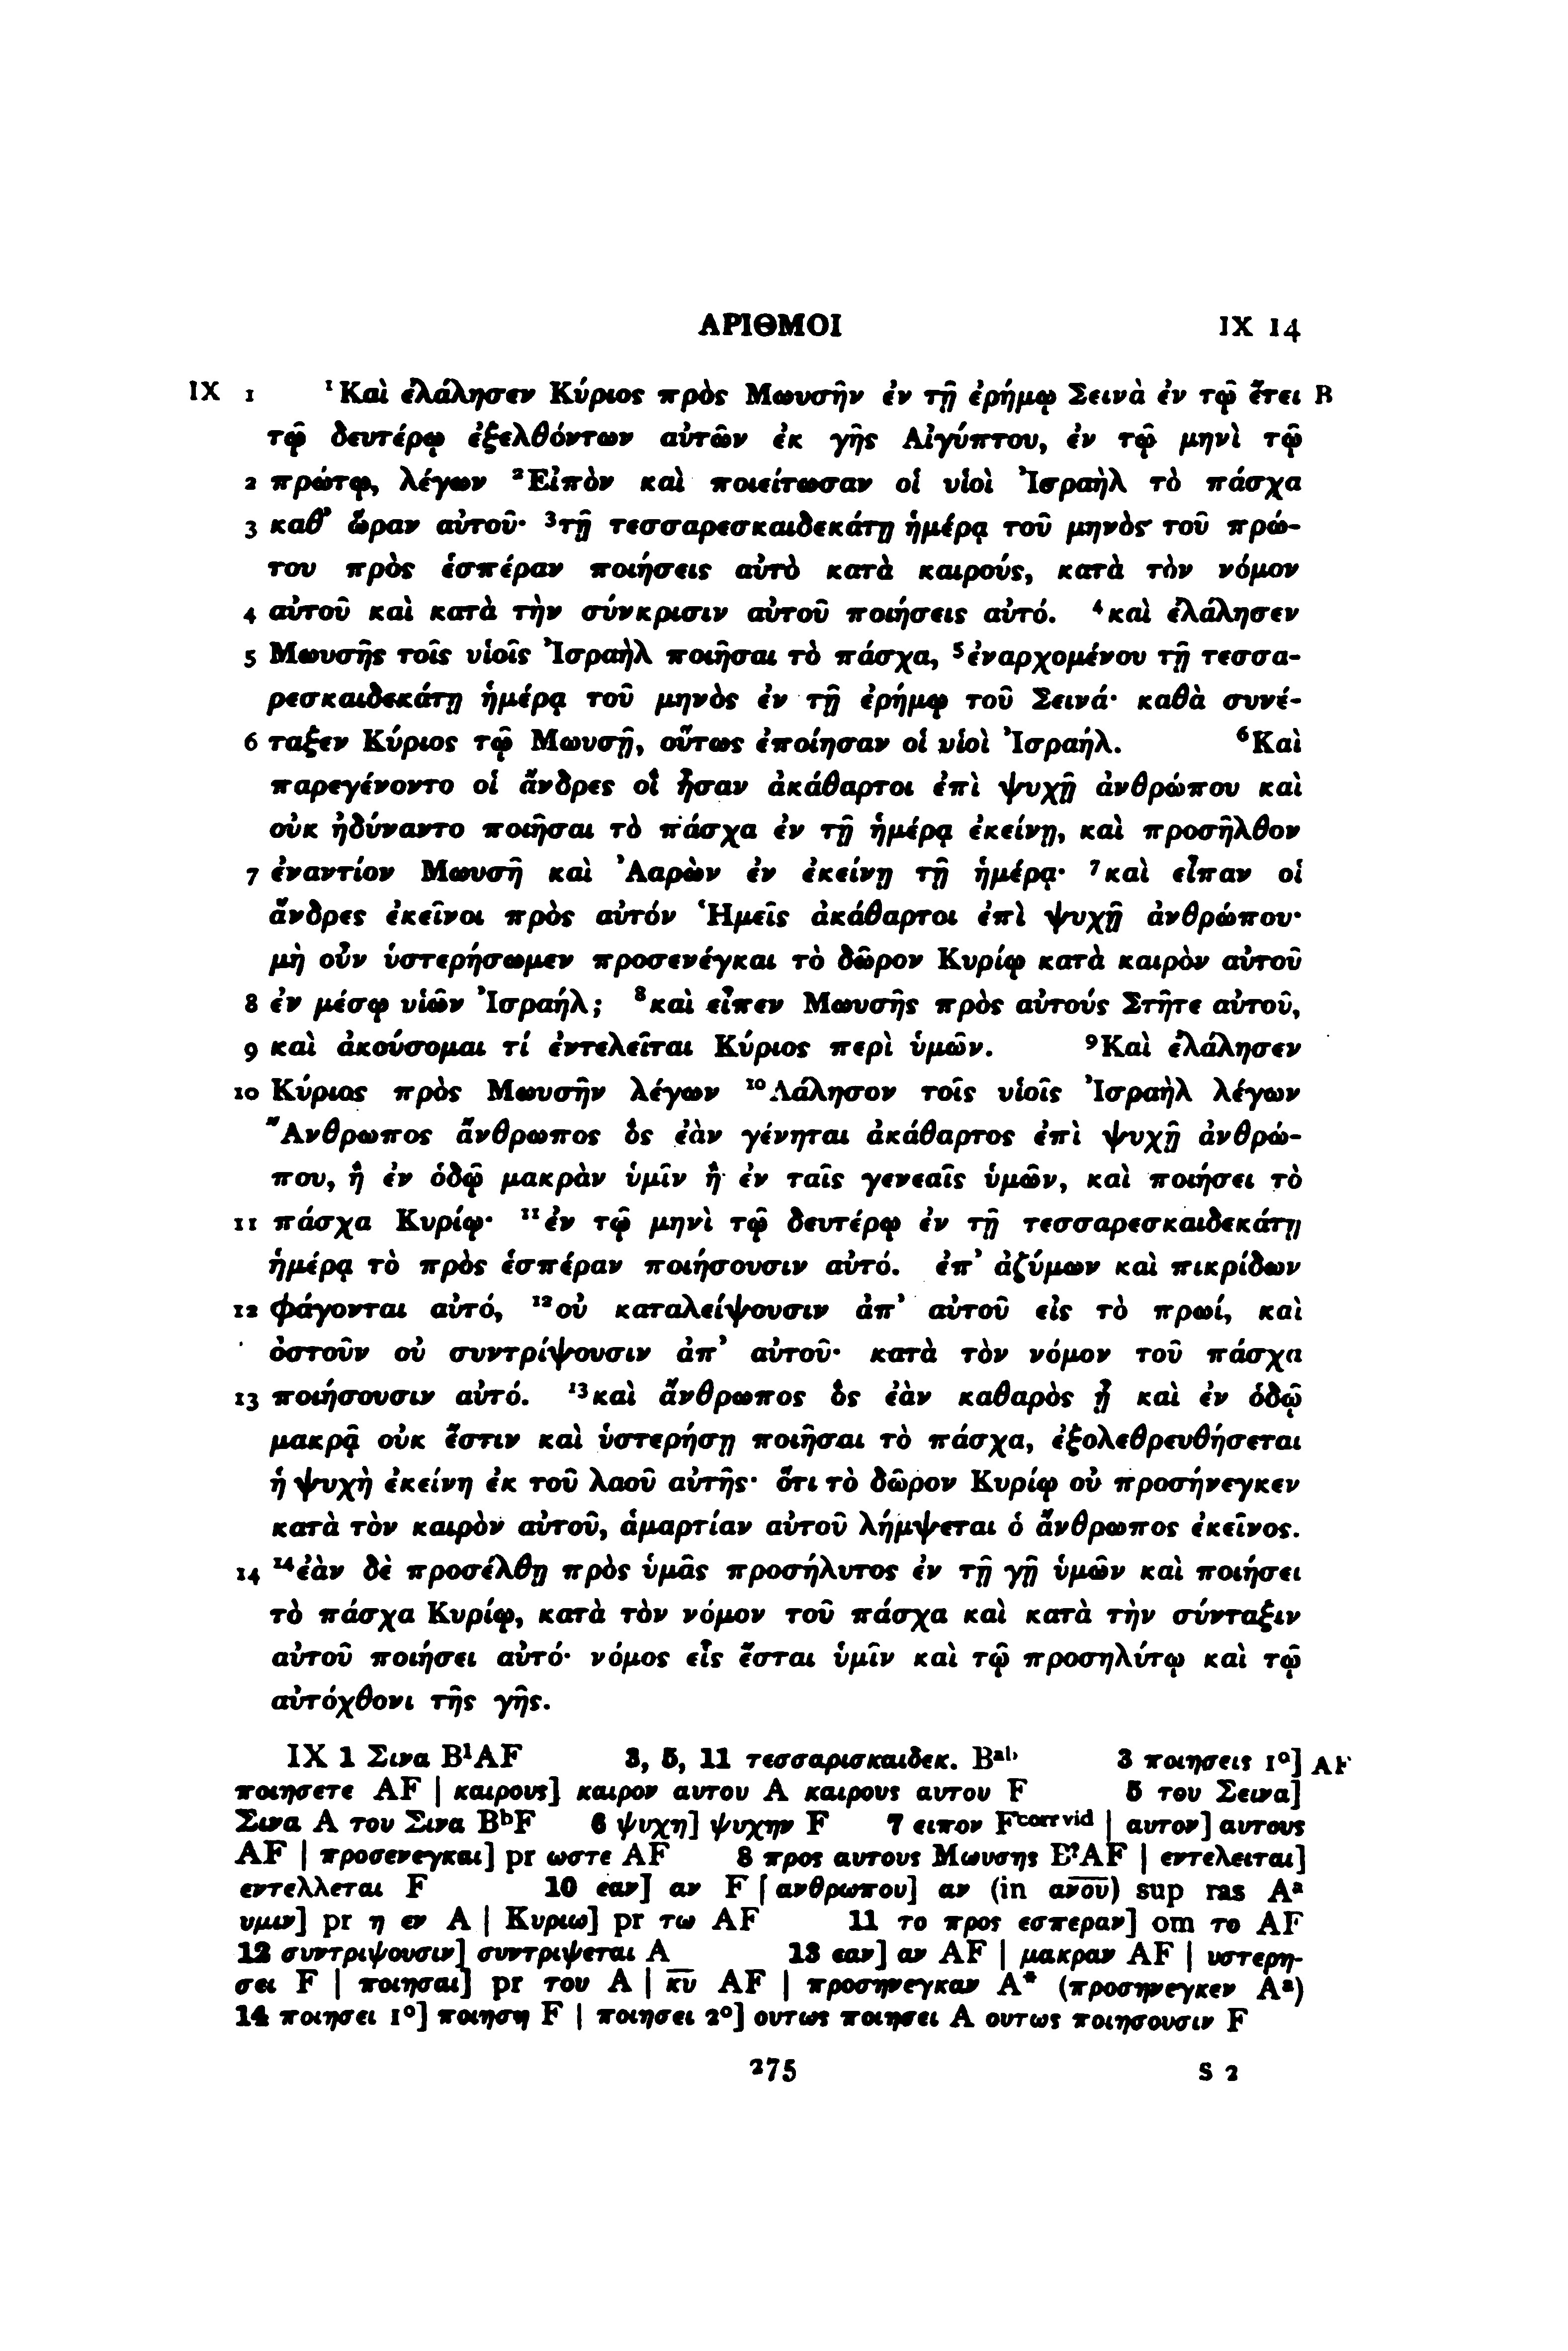 ΑΡΙΘΜΟΙ IX 14
IX 1 ¹Καὶ ἐλάλησεν Κύριος πρὸς Μωυσῆν ἐν τῇ ἐρήμῳ Σεινὰ ἐν τῷ ἔτει B
τῷ δευτέρῳ ἐξελθόντων αὐτῶν ἐκ γῆς Αἰγύπτου, ἐν τῷ μηνὶ τῷ
2 πρώτῳ, λέγων ²Εἰπὸν καὶ ποιείτωσαν οἱ υἱοὶ Ἰσραὴλ τὸ πάσχα
3 καθ’ ὥραν αὐτοῦ· ³τῇ τεσσαρεσκαιδεκάτῃ ἡμέρᾳ τοῦ μηνὸς τοῦ πρώ-
του πρὸς ἑσπέραν ποιήσεις αὐτὸ κατὰ καιρούς, κατὰ τὸν νόμον
4 αὐτοῦ καὶ κατὰ τὴν σύνκρισιν αὐτοῦ ποιήσεις αὐτό. ⁴καὶ ἐλάλησεν
5 Μωυσῆς τοῖς υἱοῖς Ἰσραὴλ ποιῆσαι τὸ πάσχα, ⁵ἐναρχομένου τῇ τεσσα-
ρεσκαιδεκάτῃ ἡμέρᾳ τοῦ μηνὸς ἐν τῇ ἐρήμῳ τοῦ Σεινά· καθὰ συνέ-
6 ταξεν Κύριος τῷ Μωυσῇ, οὕτως ἐποίησαν οἱ υἱοὶ Ἰσραήλ. ⁶Καὶ
παρεγένοντο οἱ ἄνδρες οἳ ἦσαν ἀκάθαρτοι ἐπὶ ψυχῇ ἀνθρώπου καὶ
οὐκ ἠδύναντο ποιῆσαι τὸ πάσχα ἐν τῇ ἡμέρᾳ ἐκείνῃ, καὶ προσῆλθον
7 ἐναντίον Μωυσῆ καὶ Ἀαρὼν ἐν ἐκείνῃ τῇ ἡμέρᾳ· ⁷καὶ εἶπαν οἱ
ἄνδρες ἐκεῖνοι πρὸς αὐτόν Ἡμεῖς ἀκάθαρτοι ἐπὶ ψυχῇ ἀνθρώπου·
μὴ οὖν ὑστερήσωμεν προσενέγκαι τὸ δῶρον Κυρίῳ κατὰ καιρὸν αὐτοῦ
8 ἐν μέσῳ υἱῶν Ἰσραήλ; ⁸καὶ εἶπεν Μωυσῆς πρὸς αὐτούς Στῆτε αὐτοῦ,
9 καὶ ἀκούσομαι τί ἐντελεῖται Κύριος περὶ ὑμῶν. ⁹Καὶ ἐλάλησεν
10 Κύριος πρὸς Μωυσῆν λέγων ¹⁰Λάλησον τοῖς υἱοῖς Ἰσραὴλ λέγων
Ἄνθρωπος ἄνθρωπος ὃς ἐὰν γένηται ἀκάθαρτος ἐπὶ ψυχῇ ἀνθρώ-
που, ἢ ἐν ὁδῷ μακρὰν ὑμῖν ἢ ἐν ταῖς γενεαῖς ὑμῶν, καὶ ποιήσει τὸ
11 πάσχα Κυρίῳ· ¹¹ἐν τῷ μηνὶ τῷ δευτέρῳ ἐν τῇ τεσσαρεσκαιδεκάτῃ
ἡμέρᾳ τὸ πρὸς ἑσπέραν ποιήσουσιν αὐτό. ἐπ’ ἀζύμων καὶ πικρίδων
12 φάγονται αὐτό, ¹²οὐ καταλείψουσιν ἀπ’ αὐτοῦ εἰς τὸ πρωί, καὶ
ὀστοῦν οὐ συντρίψουσιν ἀπ’ αὐτοῦ· κατὰ τὸν νόμον τοῦ πάσχα
13 ποιήσουσιν αὐτό. ¹³καὶ ἄνθρωπος ὃς ἐὰν καθαρὸς ᾖ καὶ ἐν ὁδῷ
μακρᾷ οὐκ ἔστιν καὶ ὑστερήσῃ ποιῆσαι τὸ πάσχα, ἐξολεθρευθήσεται
ἡ ψυχὴ ἐκείνη ἐκ τοῦ λαοῦ αὐτῆς· ὅτι τὸ δῶρον Κυρίῳ οὐ προσήνεγκεν
κατὰ τὸν καιρὸν αὐτοῦ, ἁμαρτίαν αὐτοῦ λήμψεται ὁ ἄνθρωπος ἐκεῖνος.
14 ¹⁴ἐὰν δὲ προσέλθῃ πρὸς ὑμᾶς προσήλυτος ἐν τῇ γῇ ὑμῶν καὶ ποιήσει
τὸ πάσχα Κυρίῳ, κατὰ τὸν νόμον τοῦ πάσχα καὶ κατὰ τὴν σύνταξιν
αὐτοῦ ποιήσει αὐτό· νόμος εἷς ἔσται ὑμῖν καὶ τῷ προσηλύτῳ καὶ τῷ
αὐτόχθονι τῆς γῆς.
IX 1 Σινα B¹AF 3, 5, 11 τεσσαρισκαιδεκ. Bᵃᵇ 3 ποιησεις 1°] AF
ποιησετε AF | καιρους] καιρον αυτου A καιρους αυτου F 5 του Σεινα]
Σινα A του Σινα BᵇF 6 ψυχη] ψυχην F 7 ειπον Fᶜᵒʳʳ ᵛⁱᵈ | αυτον] αυτους
AF | προσενεγκαι] pr ωστε AF 8 προς αυτους Μωυσης B?AF | εντελειται]
εντελλεται F 10 εαν] αν F | ανθρωπου] αν (in α̅ν̅ο̅υ̅) sup ras Aᵃ
υμιν] pr η εν A | Κυριω] pr τω AF 11 το προς εσπεραν] om το AF
12 συντριψουσιν] συντριψεται A 13 εαν] αν AF | μακραν AF | υστερη-
σει F | ποιησαι] pr του A | κ̅υ̅ AF | προσηνεγκαν A* (προσηνεγκεν Aᵃ)
14 ποιησει 1°] ποιηση F | ποιησει 2°] ουτως ποιησει A ουτως ποιησουσιν F
275 S 2